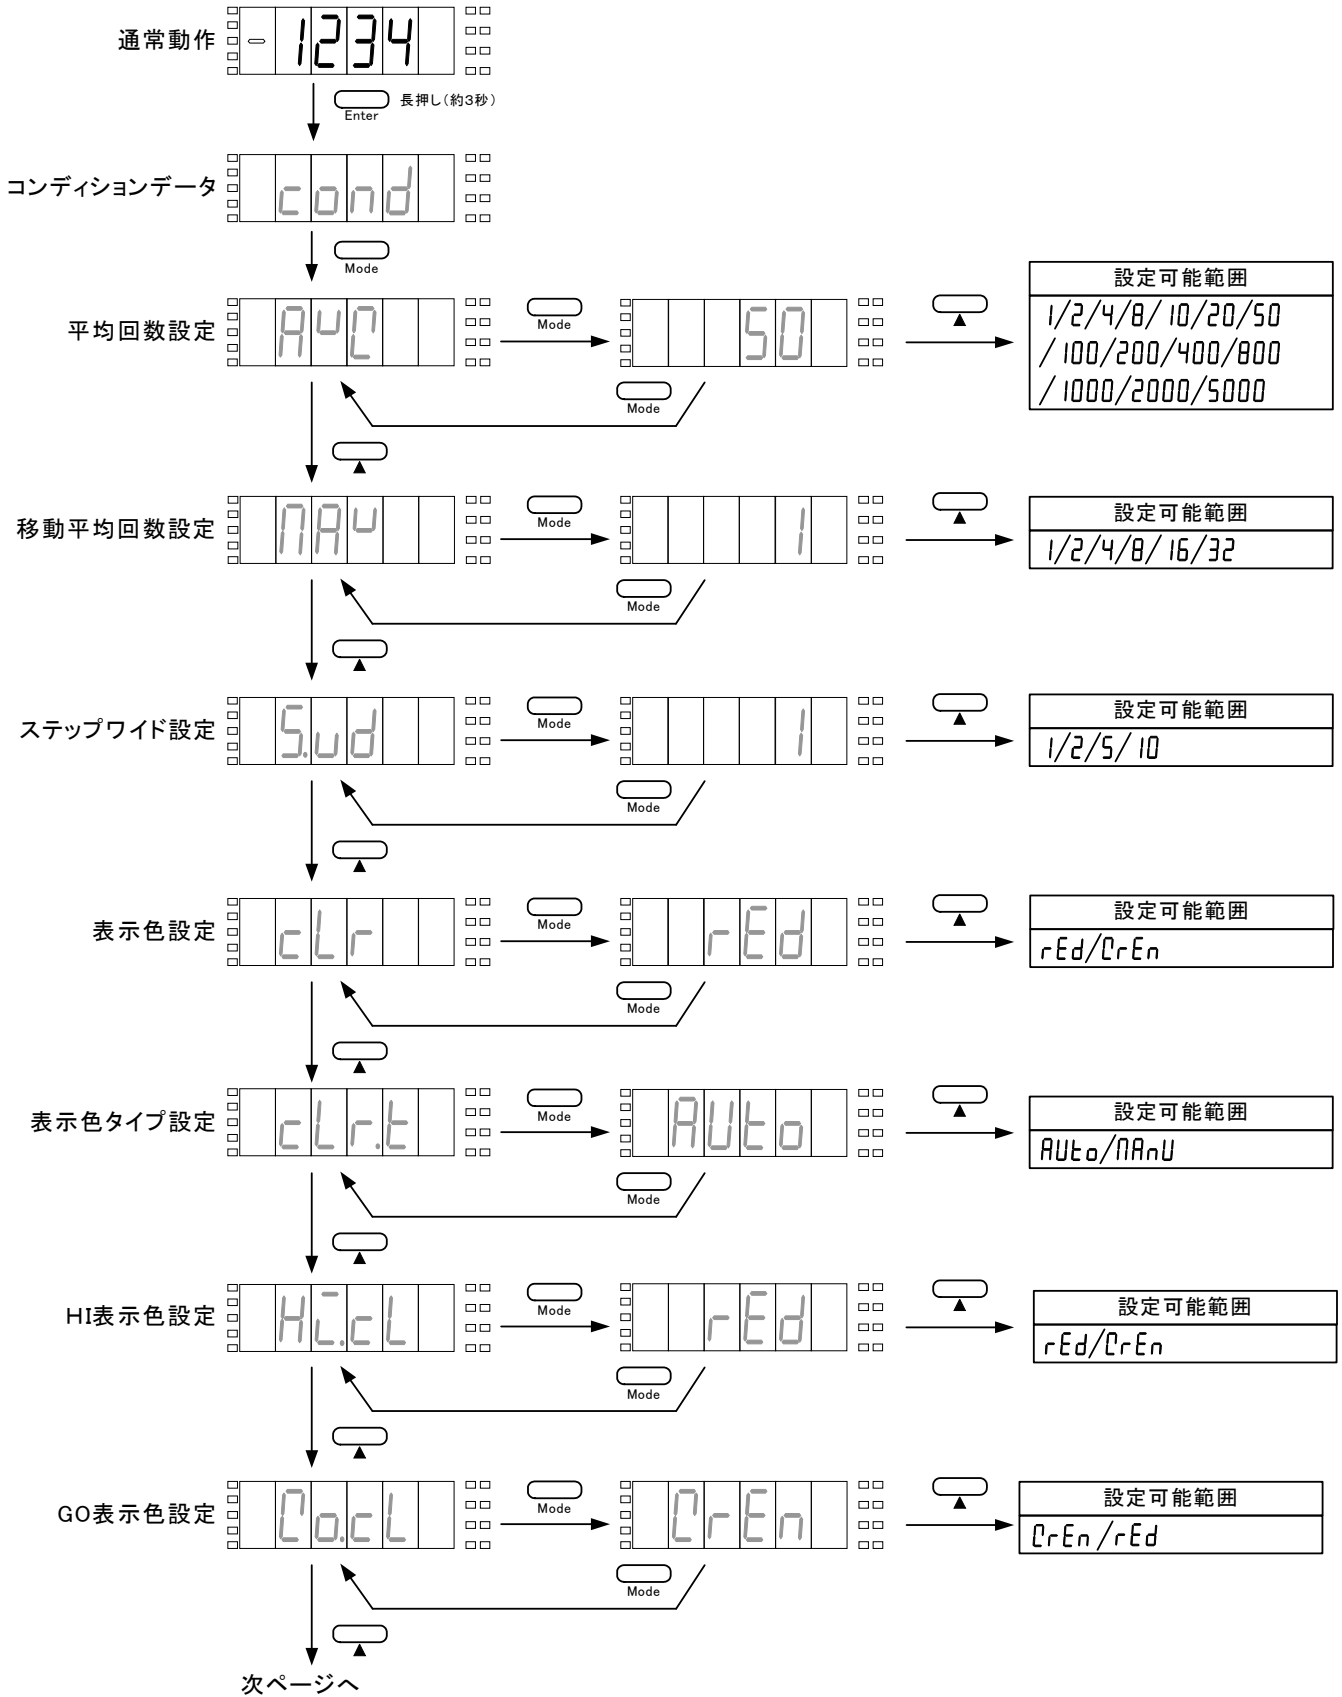 通常動作
- 1234
Enter
長押し(約3秒)
コンディションデータ
cond
Mode
平均回数設定
AVG
Mode
50
Mode
設定可能範囲
1/2/4/8/10/20/50
/100/200/400/800
/1000/2000/5000
移動平均回数設定
MAV
Mode
1
Mode
設定可能範囲
1/2/4/8/16/32
ステップワイド設定
S.ud
Mode
1
Mode
設定可能範囲
1/2/5/10
表示色設定
cLr
Mode
rEd
Mode
設定可能範囲
rEd/GrEn
表示色タイプ設定
cLr.t
Mode
AUto
Mode
設定可能範囲
AUto/MAnU
HI表示色設定
HI.cL
Mode
rEd
Mode
設定可能範囲
rEd/GrEn
GO表示色設定
Go.cL
Mode
GrEn
Mode
設定可能範囲
GrEn/rEd
次ページへ